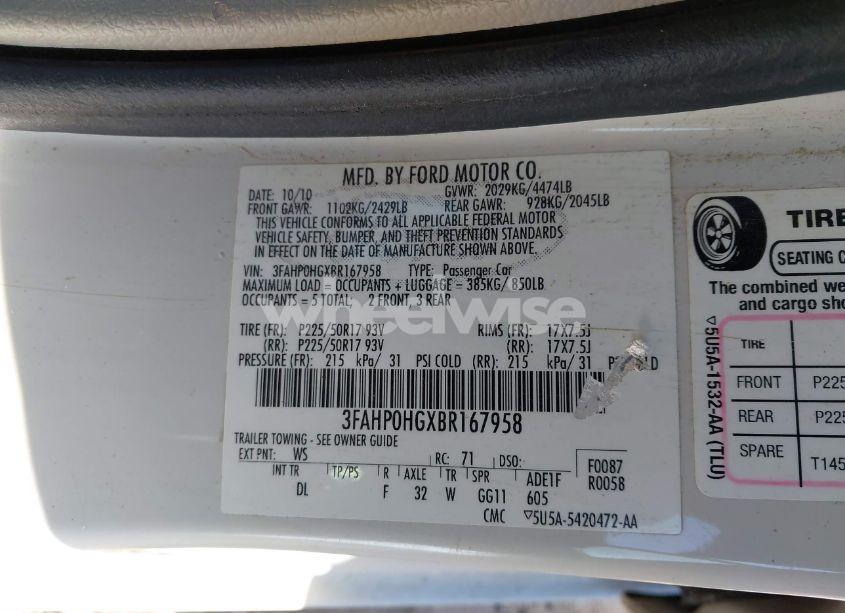 MFD. BY FORD MOTOR CO.
DATE: 10/10 GVWR: 2029KG/4474LB
FRONT GAWR: 1102KG/2429LB REAR GAWR: 928KG/2045LB
THIS VEHICLE CONFORMS TO ALL APPLICABLE FEDERAL MOTOR
VEHICLE SAFETY, BUMPER, AND THEFT PREVENTION STANDARDS
IN EFFECT ON THE DATE OF MANUFACTURE SHOWN ABOVE.
VIN: 3FAHP0HGXBR167958 TYPE: Passenger Car
MAXIMUM LOAD = OCCUPANTS + LUGGAGE = 385KG/ 850LB
OCCUPANTS = 5 TOTAL, 2 FRONT, 3 REAR
wheelwise
TIRE (FR): P225/50R17 93V RIMS (FR): 17X7.5J
(RR): P225/50R17 93V (RR): 17X7.5J
PRESSURE (FR): 215 kPa/ 31 PSI COLD (RR): 215 kPa/ 31 PSI COLD
3FAHP0HGXBR167958
TRAILER TOWING - SEE OWNER GUIDE
EXT PNT: WS RC: 71 DSO: F0087
INT TR TP/PS R AXLE TR SPR ADE1F R0058
DL F 32 W GG11 605
CMC ▽5U5A-5420472-AA
TIRE
SEATING
The combined
and cargo
▽5U5A-1532-AA (TLU)
TIRE
FRONT P225
REAR P225
SPARE T145